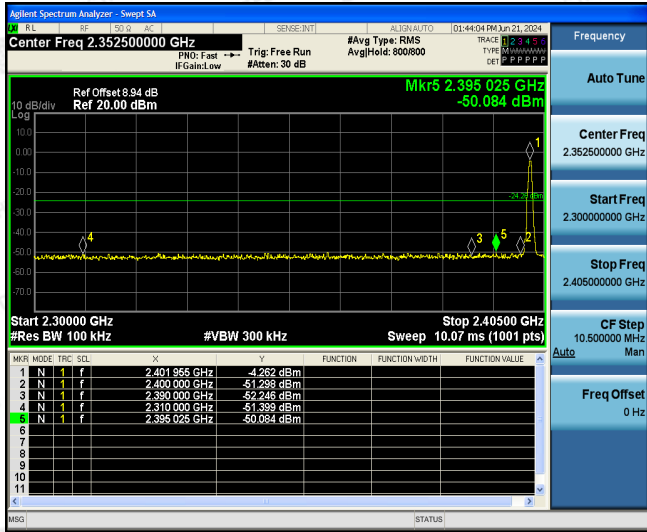 Agilent Spectrum Analyzer - Swept SA
RL RF 50 Ω AC SENSE:INT ALIGN AUTO 01:44:04 PM Jun 21, 2024
Center Freq 2.352500000 GHz
PNO: Fast
IFGain:Low
Trig: Free Run
#Atten: 30 dB
#Avg Type: RMS
Avg|Hold: 800/800
TRACE 1 2 3 4 5 6
TYPE M
DET P P P P P P
Frequency
Auto Tune
Center Freq
2.352500000 GHz
Start Freq
2.300000000 GHz
Stop Freq
2.405000000 GHz
CF Step
10.500000 MHz
Auto Man
Freq Offset
0 Hz
Mkr5 2.395 025 GHz
-50.084 dBm
Ref Offset 8.94 dB
10 dB/div Ref 20.00 dBm
Log
10.0
0.00
-10.0
-20.0
-30.0
-40.0
-50.0
-60.0
-70.0
-24.26 dBm
1
4
3
5
2
Start 2.30000 GHz Stop 2.40500 GHz
#Res BW 100 kHz #VBW 300 kHz Sweep 10.07 ms (1001 pts)
MKR MODE TRC SCL X Y FUNCTION FUNCTION WIDTH FUNCTION VALUE
1 N 1 f 2.401 955 GHz -4.262 dBm
2 N 1 f 2.400 000 GHz -51.298 dBm
3 N 1 f 2.390 000 GHz -52.246 dBm
4 N 1 f 2.310 000 GHz -51.399 dBm
5 N 1 f 2.395 025 GHz -50.084 dBm
6
7
8
9
10
11
MSG STATUS